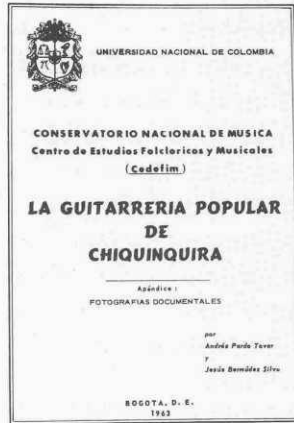 UNIVERSIDAD NACIONAL DE COLOMBIA
CONSERVATORIO NACIONAL DE MUSICA
Centro de Estudios Folcloricos y Musicales
(Cedefim)
LA GUITARRERIA POPULAR
DE
CHIQUINQUIRA
Apéndice :
FOTOGRAFIAS DOCUMENTALES
por
Andrés Pardo Tovar
y
Jesús Bermúdez Silva
BOGOTA, D. E.
1963